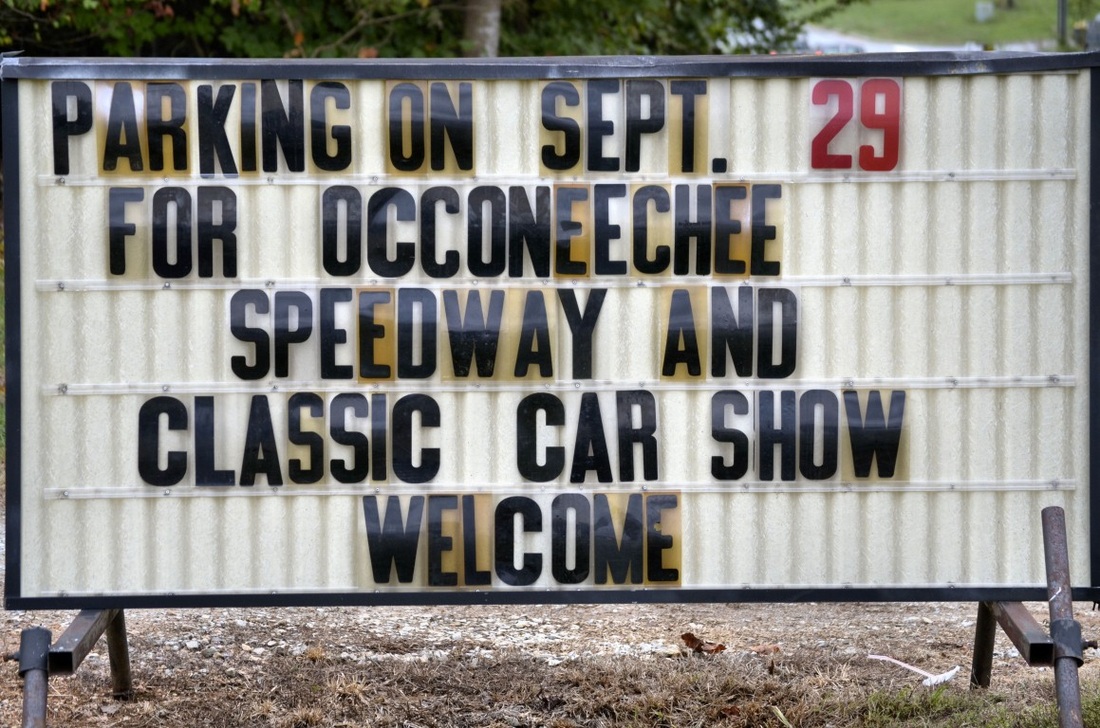 PARKING ON SEPT. 29
FOR OCCONEECHEE
SPEEDWAY AND
CLASSIC CAR SHOW
WELCOME